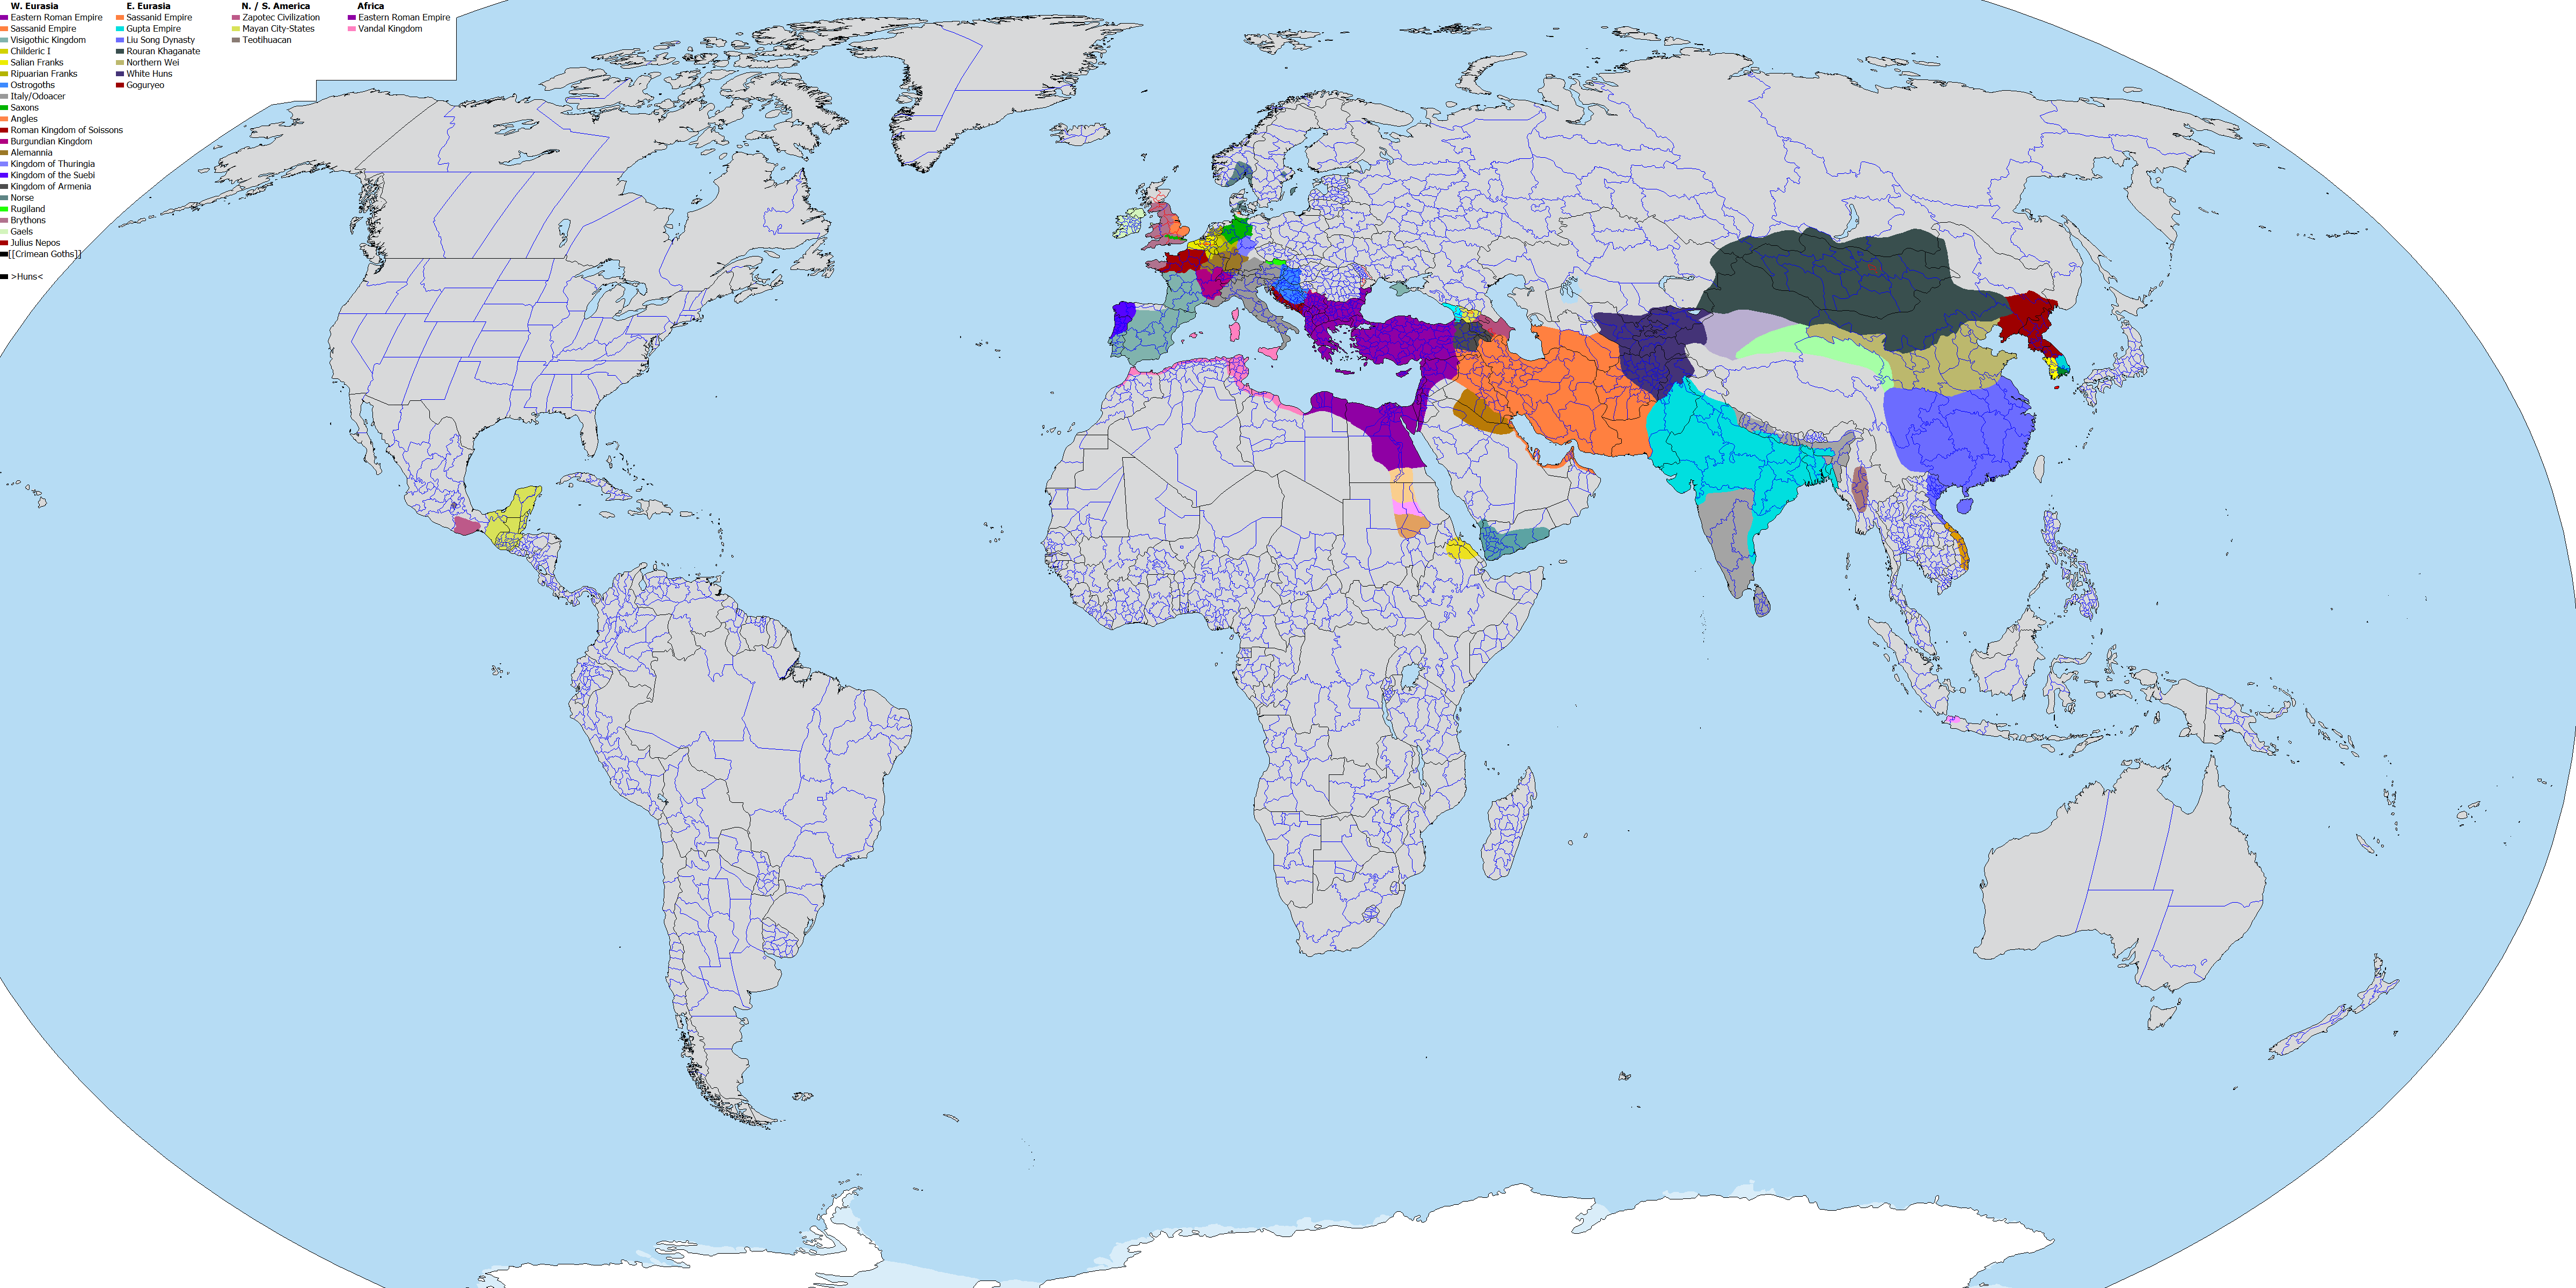 W. Eurasia
Eastern Roman Empire
Sassanid Empire
Visigothic Kingdom
Childeric I
Salian Franks
Ripuarian Franks
Ostrogoths
Italy/Odoacer
Saxons
Angles
Roman Kingdom of Soissons
Burgundian Kingdom
Alemannia
Kingdom of Thuringia
Kingdom of the Suebi
Kingdom of Armenia
Norse
Rugiland
Brythons
Gaels
Julius Nepos
[[Crimean Goths]]
>Huns<
E. Eurasia
Sassanid Empire
Gupta Empire
Liu Song Dynasty
Rouran Khaganate
Northern Wei
White Huns
Goguryeo
N. / S. America
Zapotec Civilization
Mayan City-States
Teotihuacan
Africa
Eastern Roman Empire
Vandal Kingdom